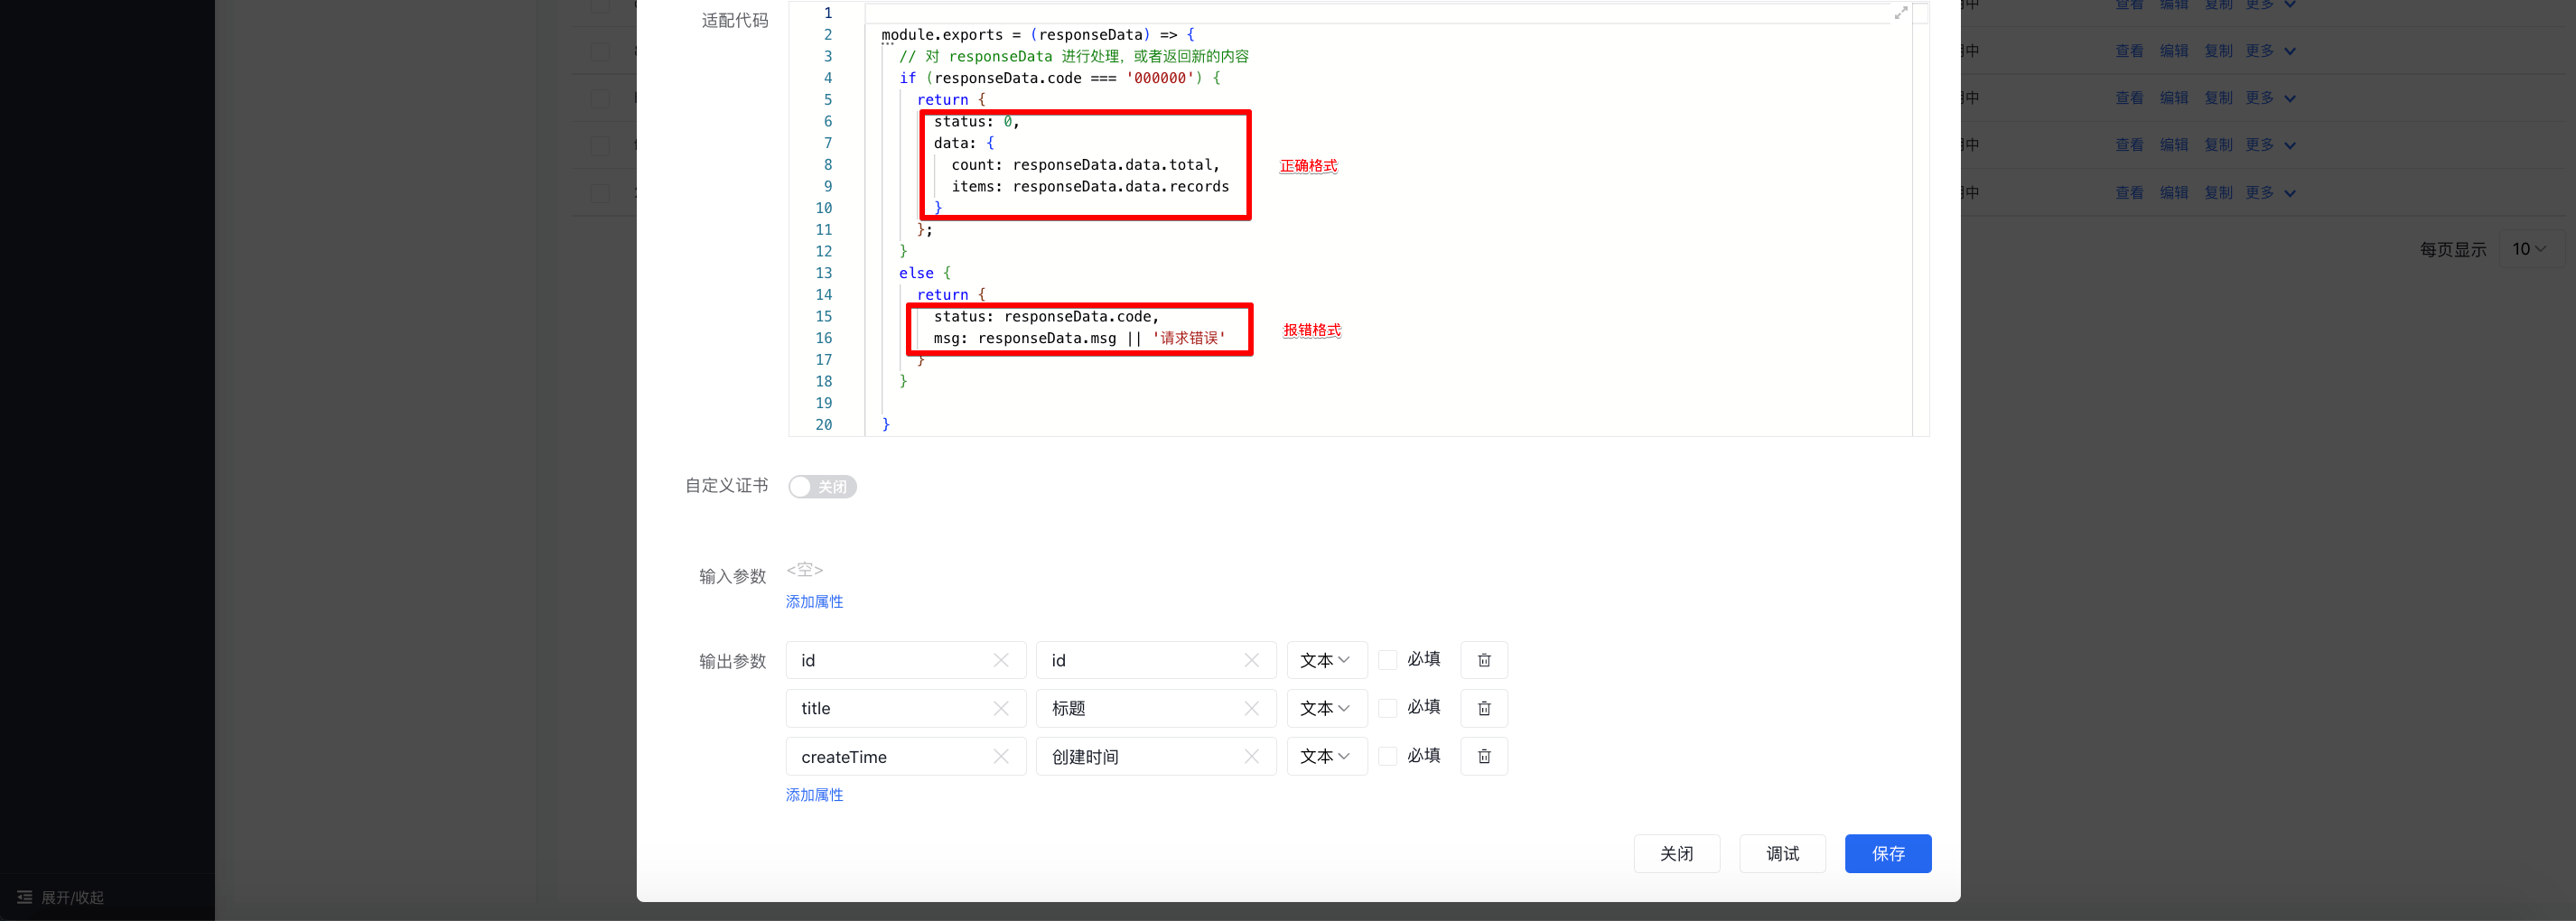 适配代码
1
2 module.exports = (responseData) => {
3 // 对 responseData 进行处理，或者返回新的内容
4 if (responseData.code === '000000') {
5 return {
6 status: 0,
7 data: {
8 count: responseData.data.total,
9 items: responseData.data.records
10 }
11 };
12 }
13 else {
14 return {
15 status: responseData.code,
16 msg: responseData.msg || '请求错误'
17 }
18 }
19
20 }
正确格式
报错格式
自定义证书 关闭
输入参数 <空>
添加属性
输出参数 id id 文本 必填
title 标题 文本 必填
createTime 创建时间 文本 必填
添加属性
关闭 调试 保存
中 查看 编辑 复制 更多
中 查看 编辑 复制 更多
中 查看 编辑 复制 更多
中 查看 编辑 复制 更多
中 查看 编辑 复制 更多
每页显示 10
展开/收起